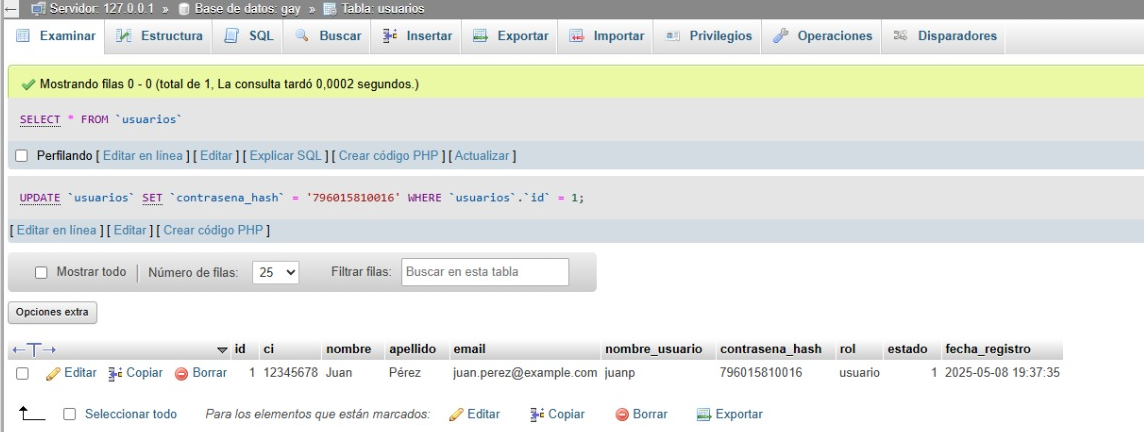 Servidor: 127.0.0.1 » Base de datos: gay » Tabla: usuarios
Examinar Estructura SQL Buscar Insertar Exportar Importar Privilegios Operaciones Disparadores
Mostrando filas 0 - 0 (total de 1, La consulta tardó 0,0002 segundos.)
SELECT * FROM `usuarios`
Perfilando [ Editar en línea ] [ Editar ] [ Explicar SQL ] [ Crear código PHP ] [ Actualizar ]
UPDATE `usuarios` SET `contrasena_hash` = '796015810016' WHERE `usuarios`.`id` = 1;
[ Editar en línea ] [ Editar ] [ Crear código PHP ]
Mostrar todo Número de filas: 25 Filtrar filas: Buscar en esta tabla
Opciones extra
id ci nombre apellido email nombre_usuario contrasena_hash rol estado fecha_registro
Editar Copiar Borrar 1 12345678 Juan Pérez juan.perez@example.com juanp 796015810016 usuario 1 2025-05-08 19:37:35
Seleccionar todo Para los elementos que están marcados: Editar Copiar Borrar Exportar